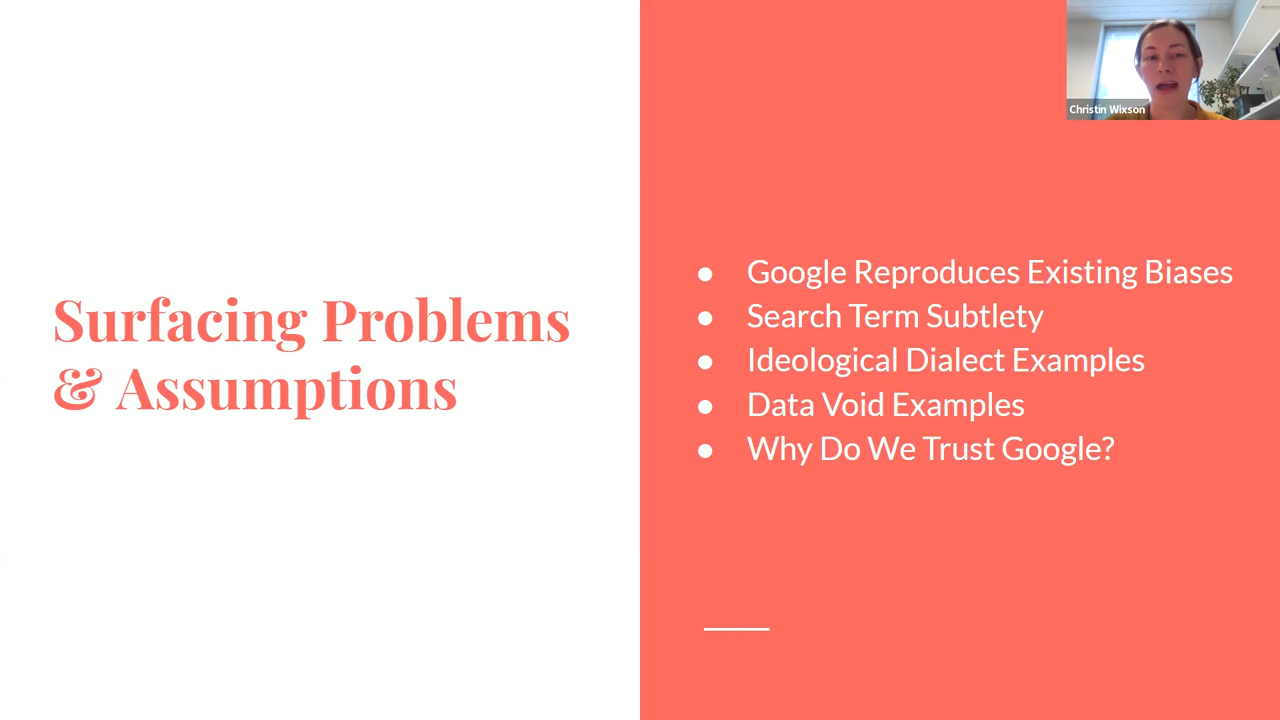 Christin Wixson
Surfacing Problems
& Assumptions
● Google Reproduces Existing Biases
● Search Term Subtlety
● Ideological Dialect Examples
● Data Void Examples
● Why Do We Trust Google?